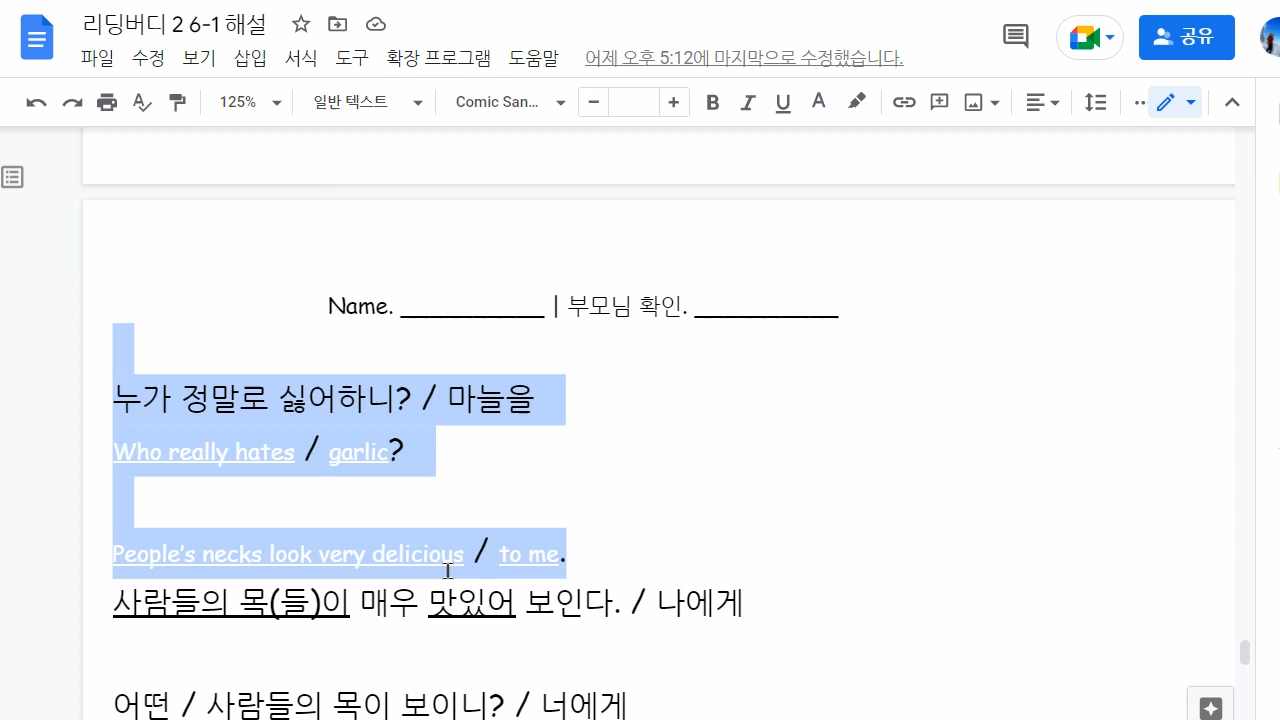 리딩버디 2 6-1 해설
파일 수정 보기 삽입 서식 도구 확장 프로그램 도움말 어제 오후 5:12에 마지막으로 수정했습니다.
공유
125% 일반 텍스트 Comic San... − + B I U A
Name. ___________ | 부모님 확인. ___________
누가 정말로 싫어하니? / 마늘을
Who really hates / garlic?
People's necks look very delicious / to me.
사람들의 목(들)이 매우 맛있어 보인다. / 나에게
어떤 / 사람들의 목이 보이니? / 너에게